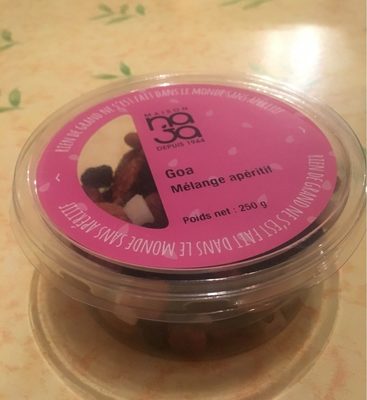 RIEN DE GRAND NE S'EST FAIT DANS LE MONDE SANS APÉRITIF
MAISON
naja
DEPUIS 1944
Goa
Mélange apéritif
Poids net : 250 g
RIEN DE GRAND NE S'EST FAIT DANS LE MONDE SANS APÉRITIF